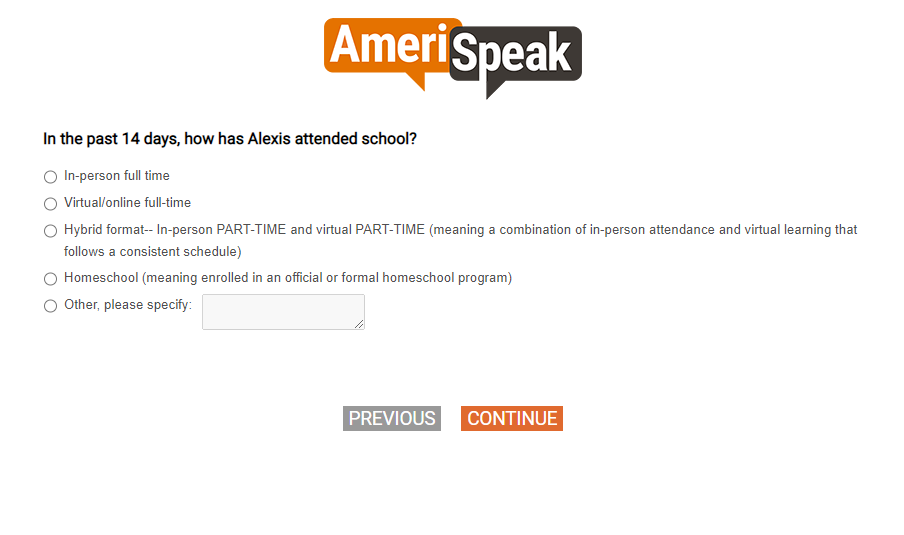 AmeriSpeak
In the past 14 days, how has Alexis attended school?
In-person full time
Virtual/online full-time
Hybrid format-- In-person PART-TIME and virtual PART-TIME (meaning a combination of in-person attendance and virtual learning that
follows a consistent schedule)
Homeschool (meaning enrolled in an official or formal homeschool program)
Other, please specify:
PREVIOUS CONTINUE